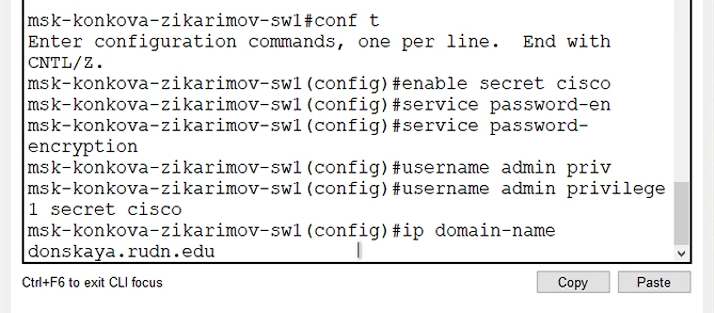 msk-konkova-zikarimov-sw1#conf t
Enter configuration commands, one per line.  End with
CNTL/Z.
msk-konkova-zikarimov-sw1(config)#enable secret cisco
msk-konkova-zikarimov-sw1(config)#service password-en
msk-konkova-zikarimov-sw1(config)#service password-
encryption
msk-konkova-zikarimov-sw1(config)#username admin priv
msk-konkova-zikarimov-sw1(config)#username admin privilege
1 secret cisco
msk-konkova-zikarimov-sw1(config)#ip domain-name
donskaya.rudn.edu
Ctrl+F6 to exit CLI focus
Copy
Paste